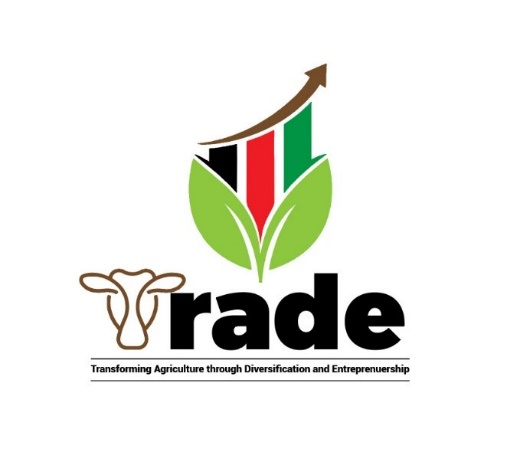 Trade
Transforming Agriculture through Diversification and Entreprenuership